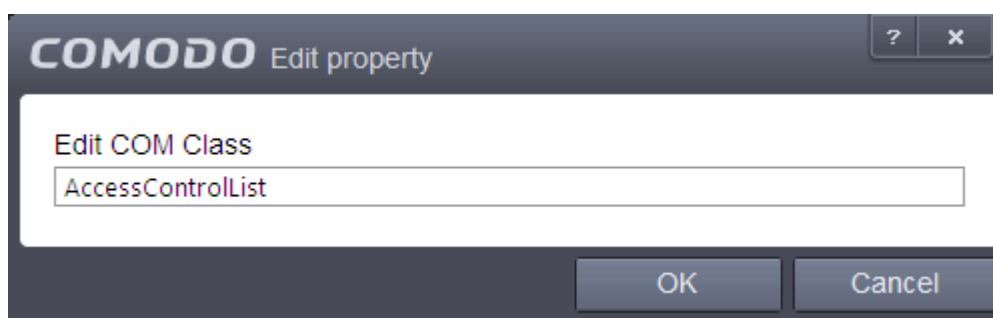 COMODO Edit property ? ×
Edit COM Class
AccessControlList
OK Cancel